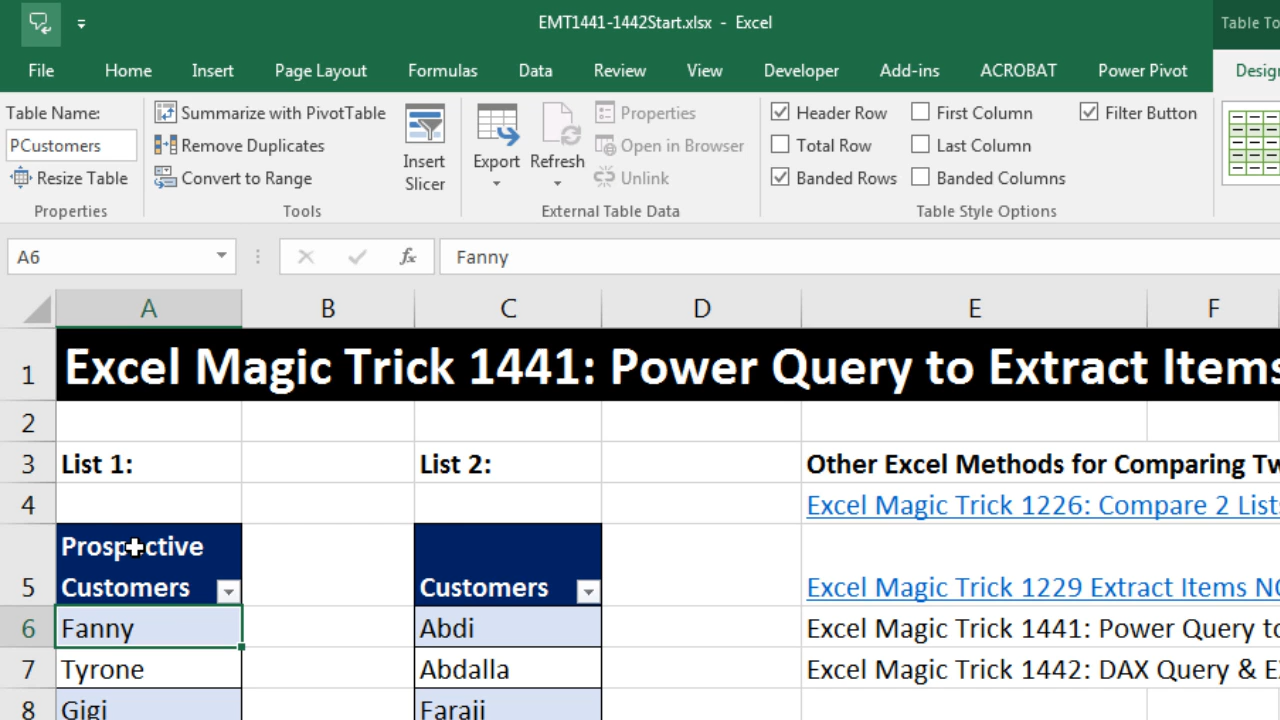 EMT1441-1442Start.xlsx - Excel
Table To
File Home Insert Page Layout Formulas Data Review View Developer Add-ins ACROBAT Power Pivot Desig
Table Name: Summarize with PivotTable Properties Header Row First Column Filter Button
PCustomers Remove Duplicates Insert Slicer Export Refresh Open in Browser Total Row Last Column
Resize Table Convert to Range Unlink Banded Rows Banded Columns
Properties Tools External Table Data Table Style Options
A6 fx Fanny
A B C D E F
1 Excel Magic Trick 1441: Power Query to Extract Items
2
3 List 1: List 2: Other Excel Methods for Comparing Tw
4 Excel Magic Trick 1226: Compare 2 List
Prospective
5 Customers Customers Excel Magic Trick 1229 Extract Items NO
6 Fanny Abdi Excel Magic Trick 1441: Power Query to
7 Tyrone Abdalla Excel Magic Trick 1442: DAX Query & E
8 Gigi Faraji